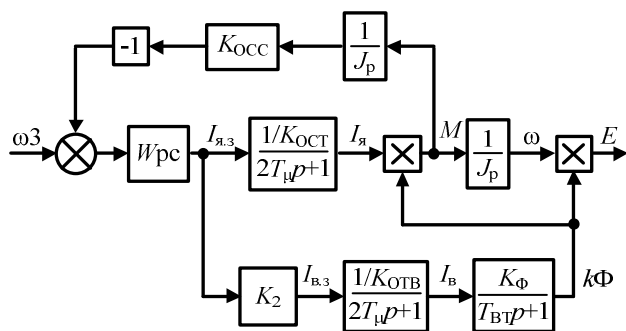 -1
K_ОСС
1
J_р
ω3
Wрс
I_я.з
1/K_ОСТ
2T_μp+1
I_я
M
1
J_р
ω
E
K_2
I_в.з
1/K_ОТВ
2T_μp+1
I_в
K_Ф
T_ВТp+1
kФ